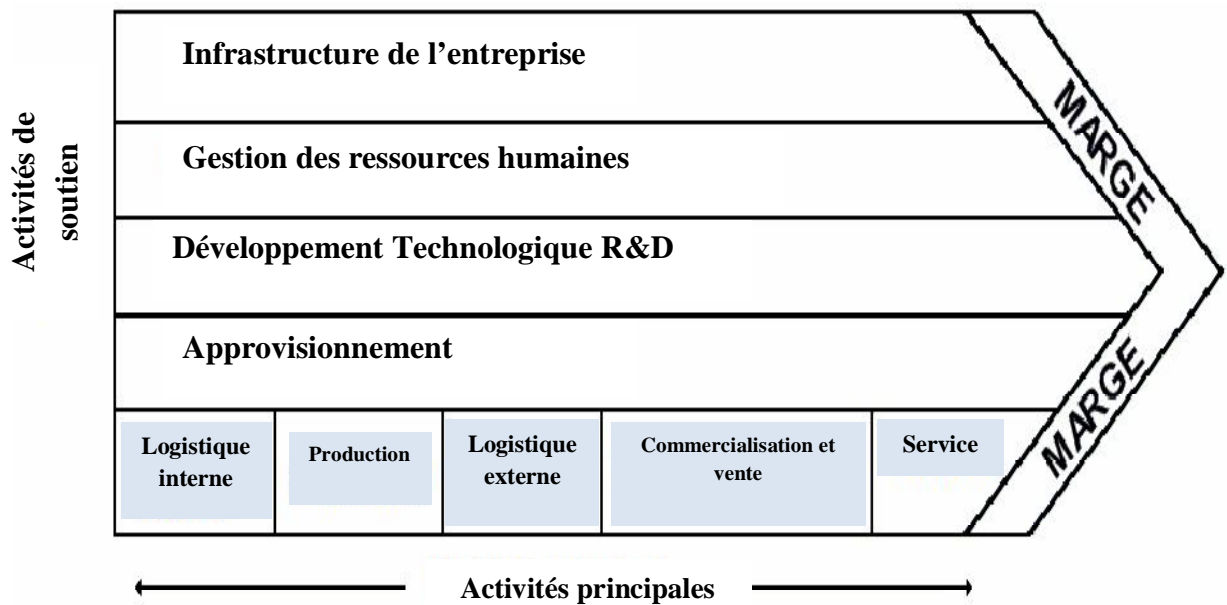 Activités de
soutien
Infrastructure de l’entreprise
Gestion des ressources humaines
Développement Technologique R&D
Approvisionnement
MARGE
MARGE
Logistique
interne
Production
Logistique
externe
Commercialisation et
vente
Service
Activités principales